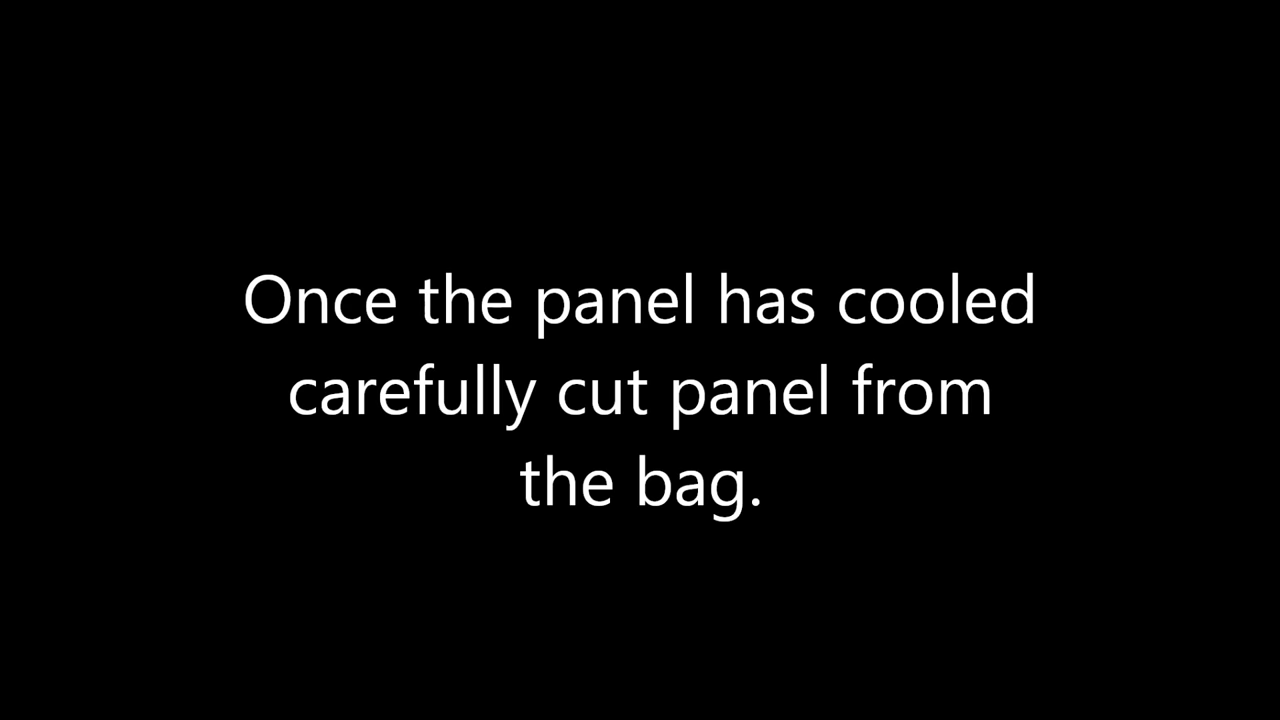 Once the panel has cooled
carefully cut panel from
the bag.